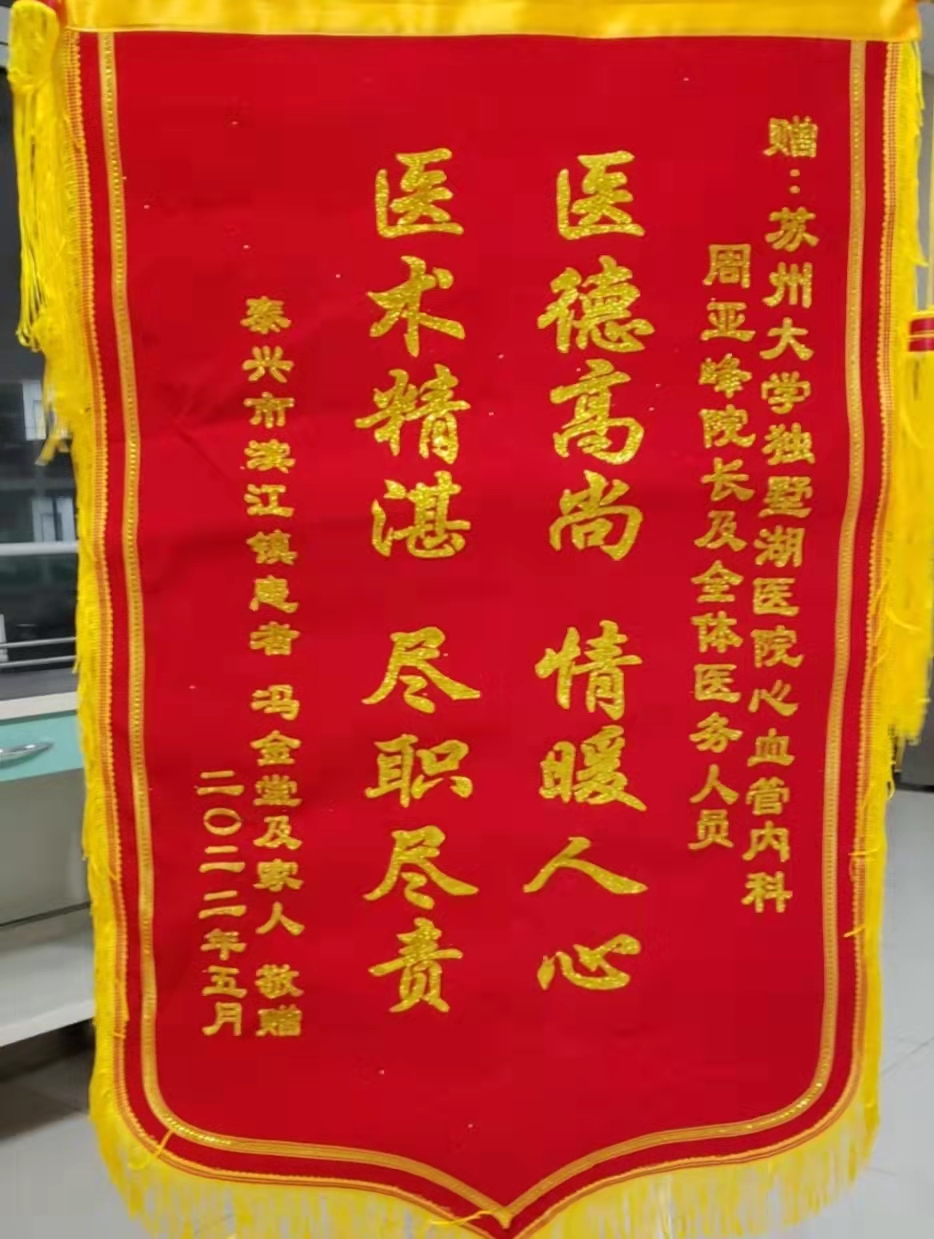 赠：苏州大学独墅湖医院心血管内科
周亚峰院长及全体医务人员
医德高尚 情暖人心
医术精湛 尽职尽责
泰兴市滨江镇患者 冯金堂及家人 敬赠
二〇二二年五月